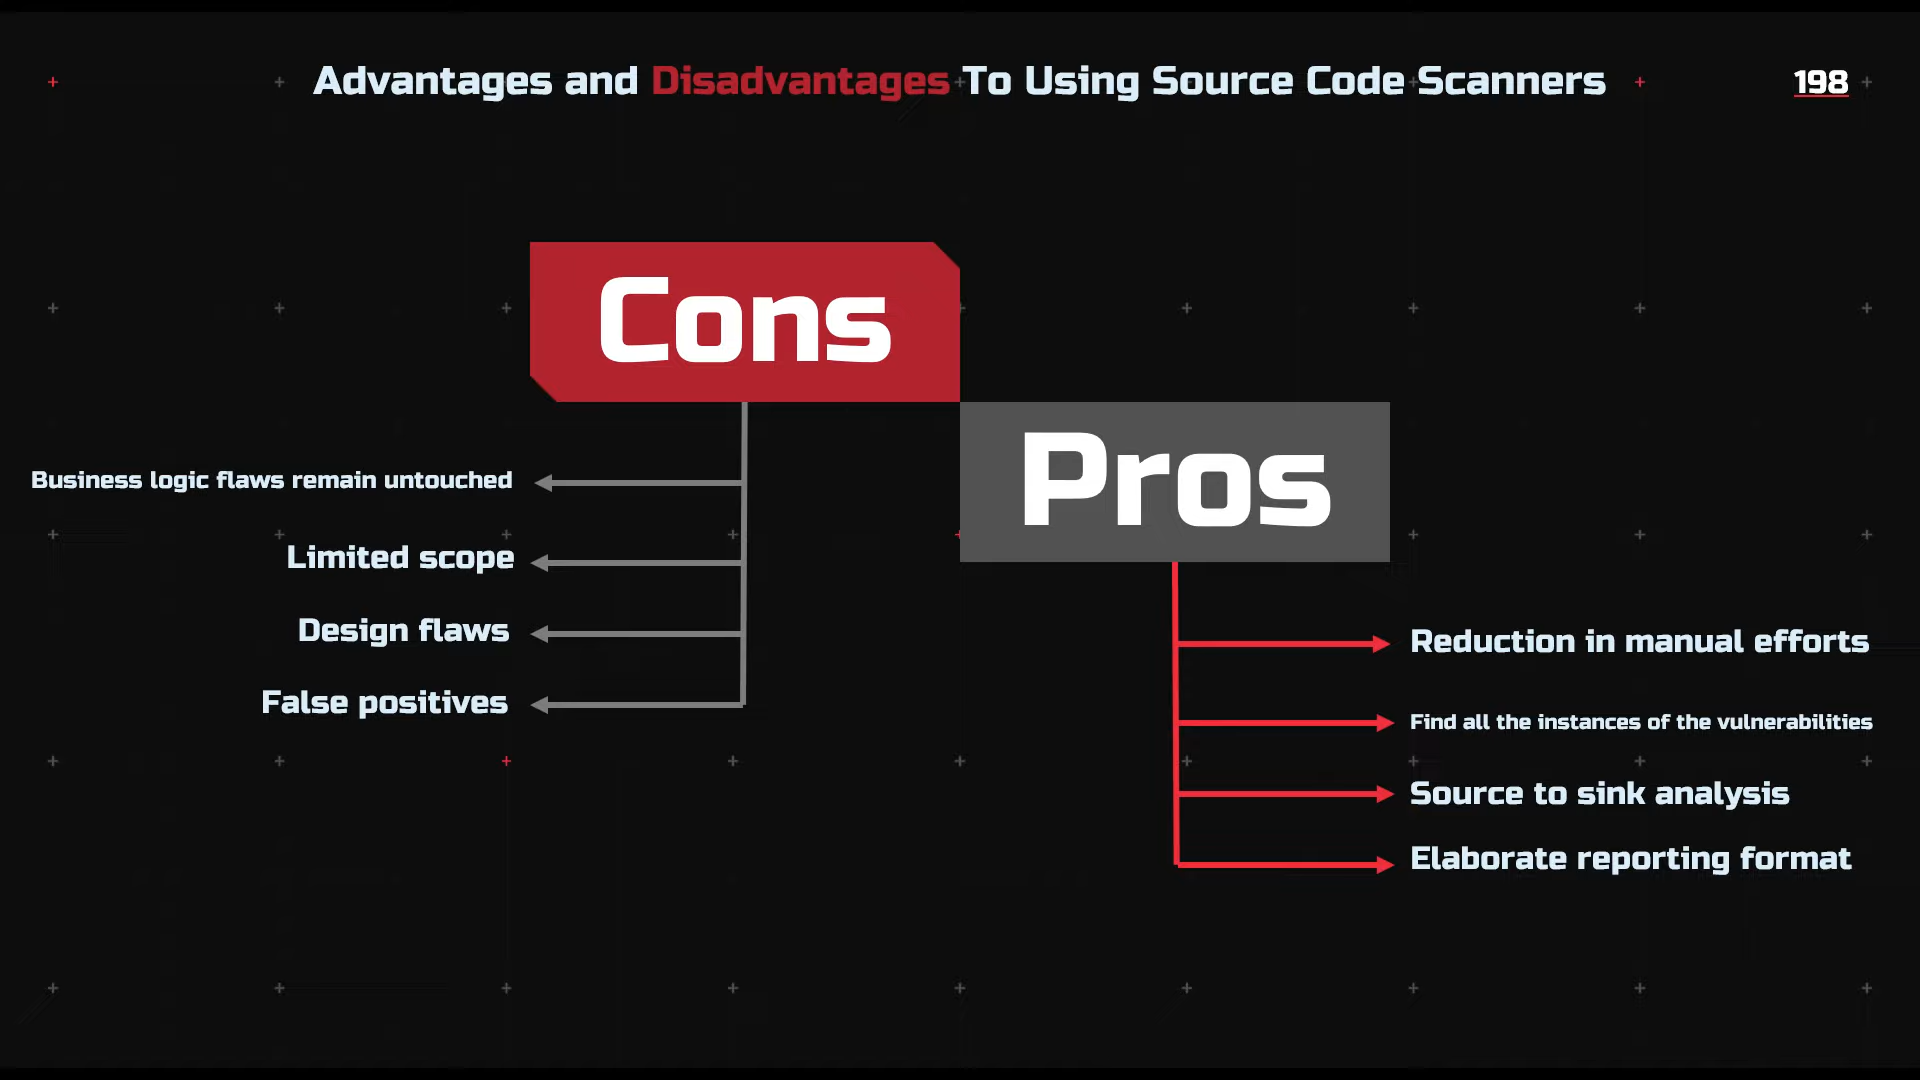 Advantages and Disadvantages To Using Source Code Scanners
198
Cons
Business logic flaws remain untouched
Limited scope
Design flaws
False positives
Pros
Reduction in manual efforts
Find all the instances of the vulnerabilities
Source to sink analysis
Elaborate reporting format